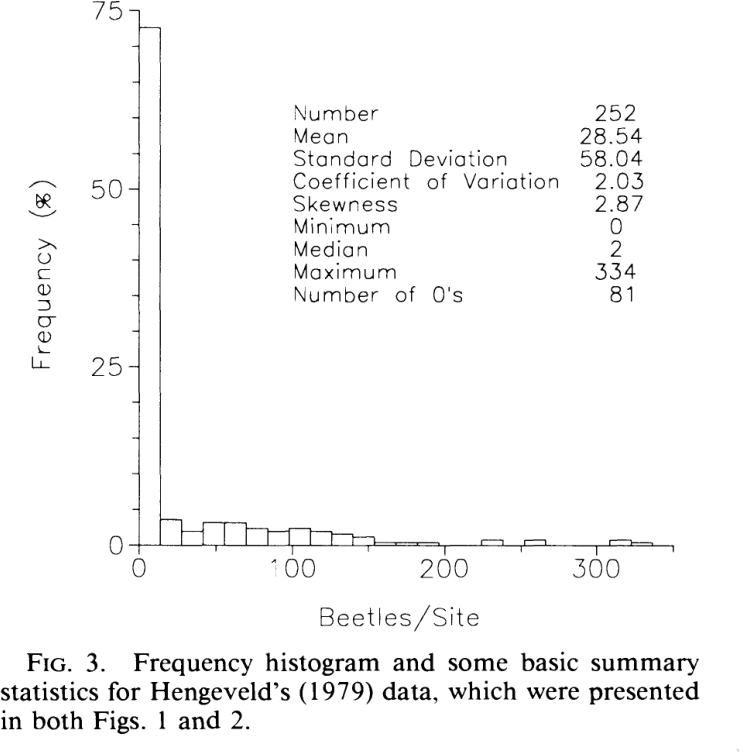 75
50
25
0
Frequency (%)
Number 252
Mean 28.54
Standard Deviation 58.04
Coefficient of Variation 2.03
Skewness 2.87
Minimum 0
Median 2
Maximum 334
Number of 0's 81
0 100 200 300
Beetles/Site
FIG. 3. Frequency histogram and some basic summary
statistics for Hengeveld's (1979) data, which were presented
in both Figs. 1 and 2.